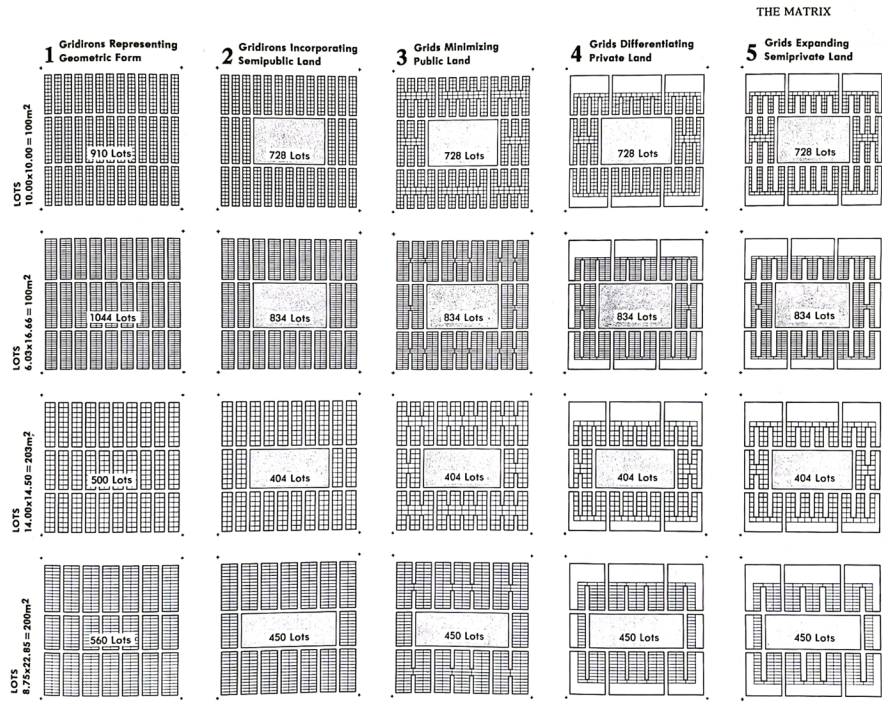 THE MATRIX
1 Gridirons Representing
Geometric Form
2 Gridirons Incorporating
Semipublic Land
3 Grids Minimizing
Public Land
4 Grids Differentiating
Private Land
5 Grids Expanding
Semiprivate Land
LOTS
10.00x10.00 = 100m²
910 Lots
728 Lots
728 Lots
728 Lots
728 Lots
LOTS
6.03x16.66 = 100m²
1044 Lots
834 Lots
834 Lots
834 Lots
834 Lots
LOTS
14.00x14.50 = 203m²
500 Lots
404 Lots
404 Lots
404 Lots
404 Lots
LOTS
8.75x22.85 = 200m²
560 Lots
450 Lots
450 Lots
450 Lots
450 Lots